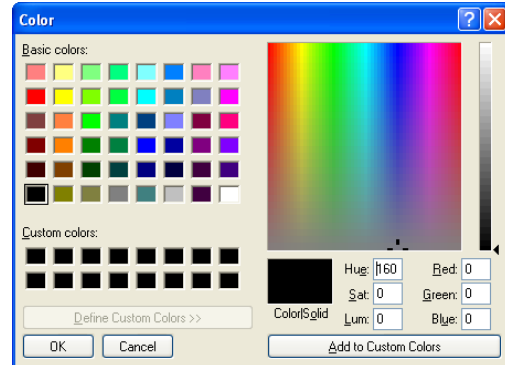 Color
Basic colors:
Custom colors:
Define Custom Colors >>
OK Cancel
Color|Solid
Hue: 160 Red: 0
Sat: 0 Green: 0
Lum: 0 Blue: 0
Add to Custom Colors